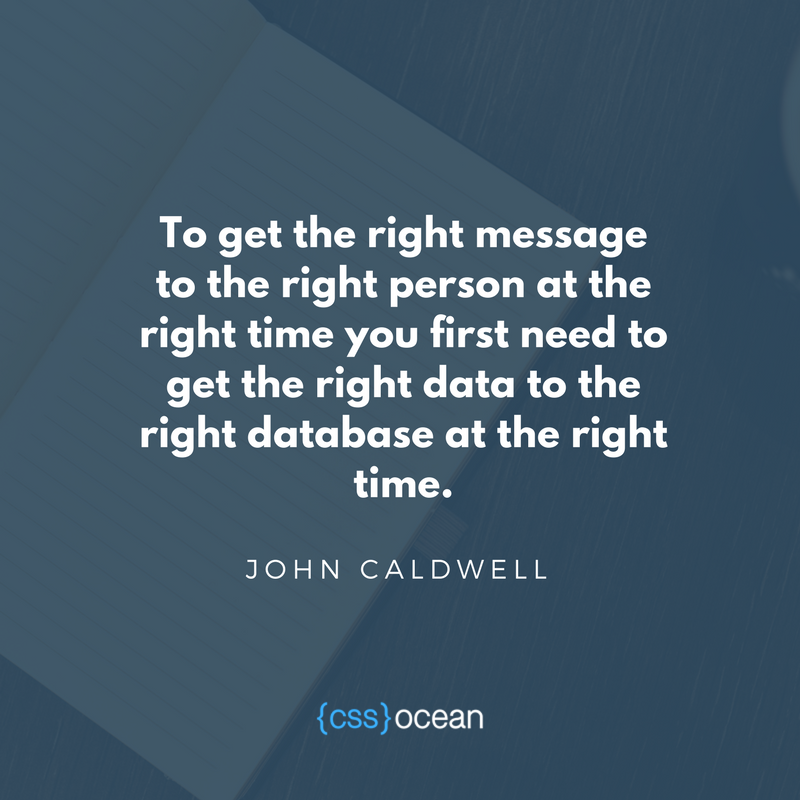 To get the right message
to the right person at the
right time you first need to
get the right data to the
right database at the right
time.
JOHN CALDWELL
{css}ocean